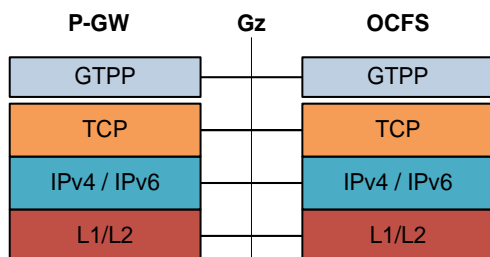 P-GW Gz OCFS
GTPP GTPP
TCP TCP
IPv4 / IPv6 IPv4 / IPv6
L1/L2 L1/L2